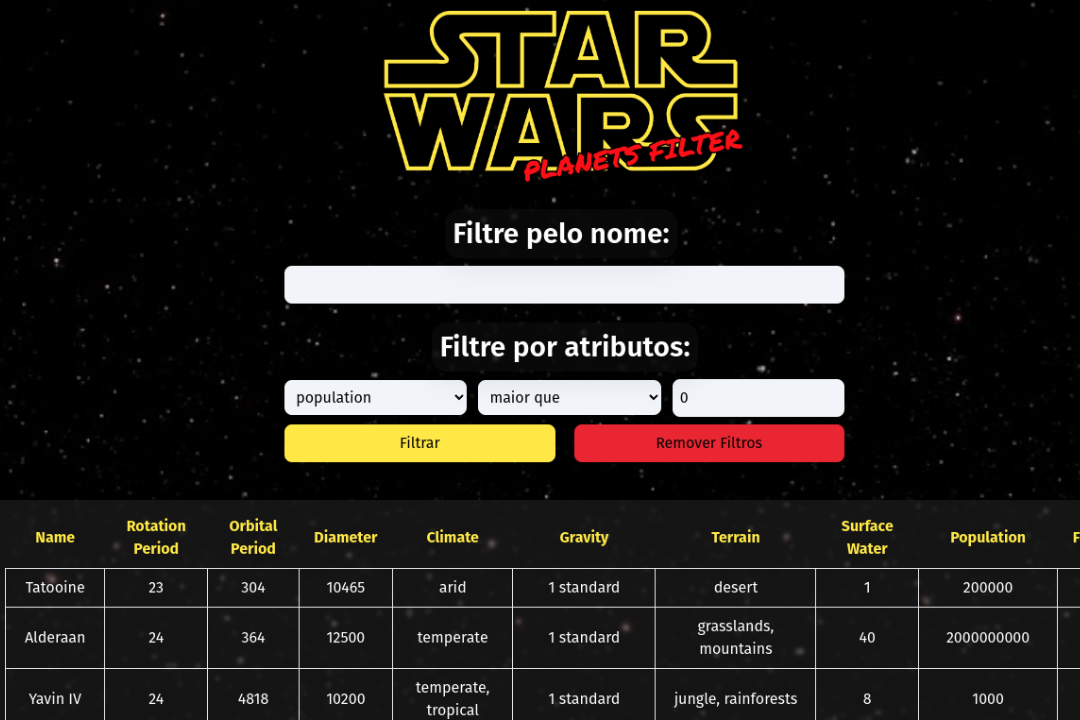 STAR
WARS
PLANETS FILTER
Filtre pelo nome:
Filtre por atributos:
population
maior que
0
Filtrar
Remover Filtros
Name Rotation Period Orbital Period Diameter Climate Gravity Terrain Surface Water Population F
Tatooine 23 304 10465 arid 1 standard desert 1 200000
Alderaan 24 364 12500 temperate 1 standard grasslands, mountains 40 2000000000
Yavin IV 24 4818 10200 temperate, tropical 1 standard jungle, rainforests 8 1000